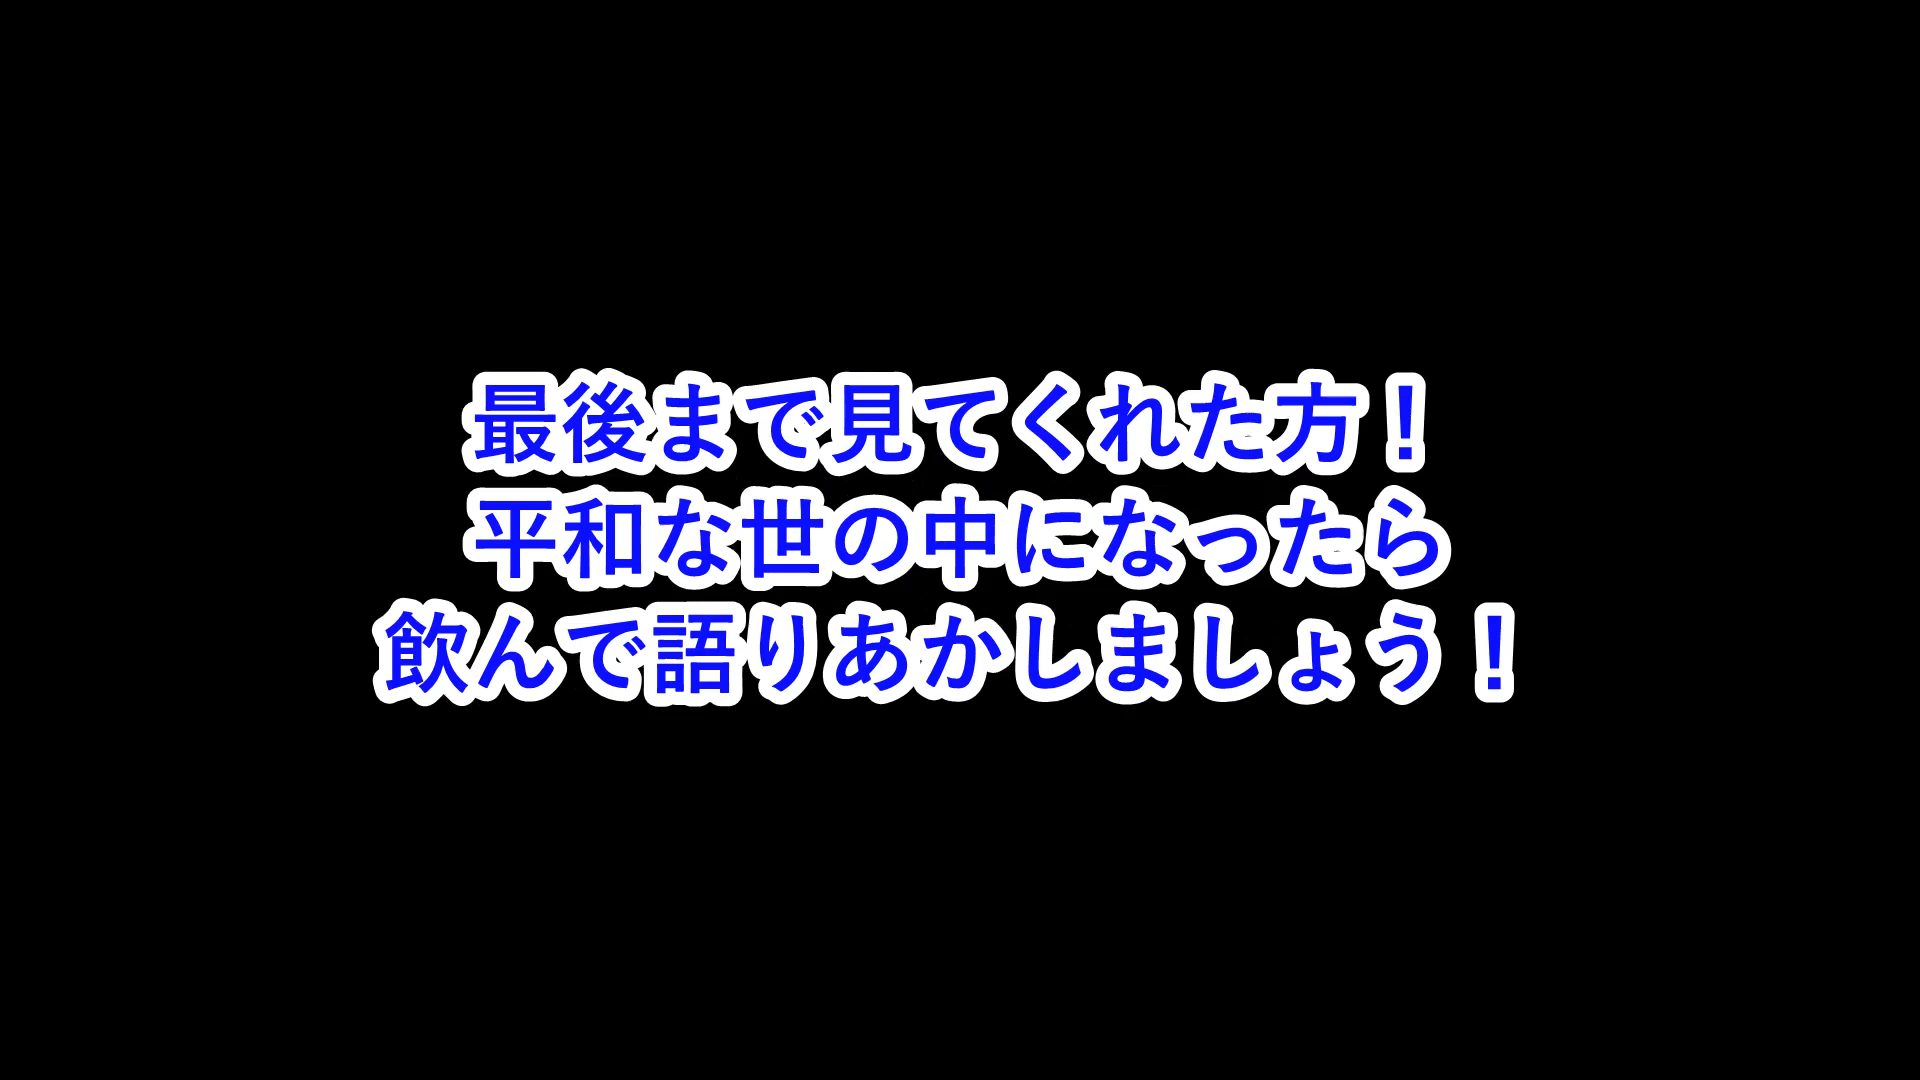 最後まで見てくれた方！
平和な世の中になったら
飲んで語りあかしましょう！